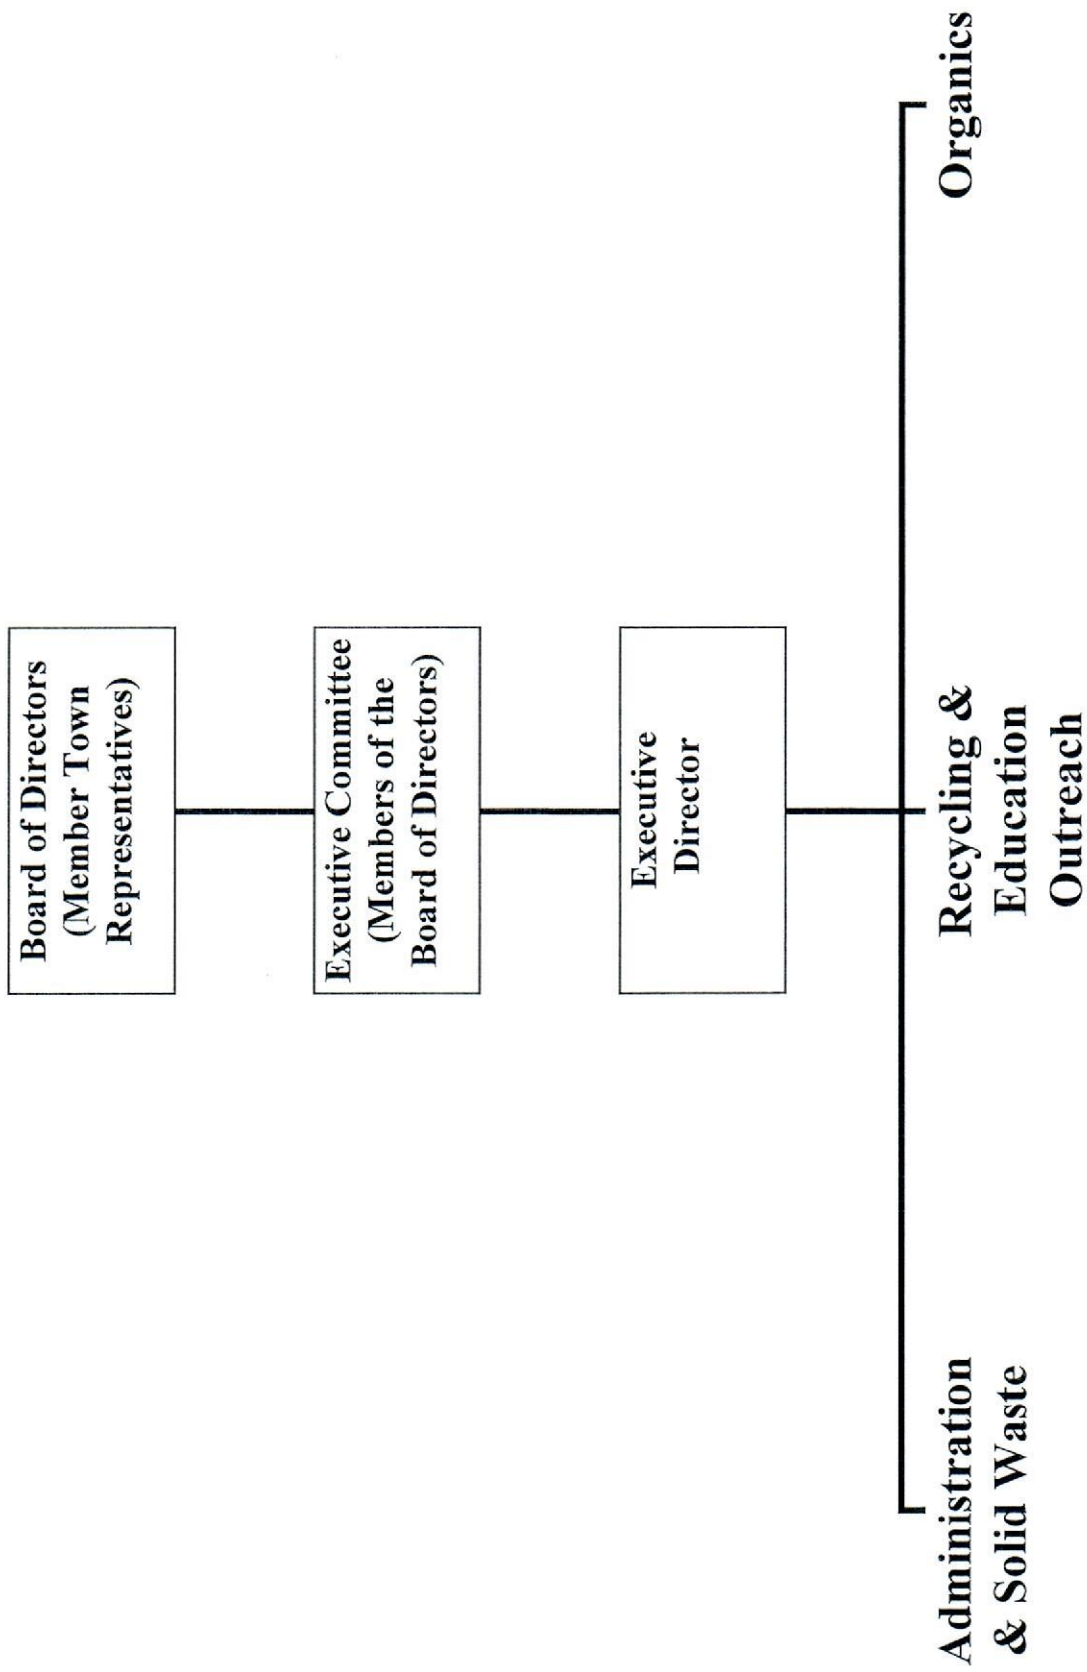 Board of Directors
(Member Town
Representatives)
Executive Committee
(Members of the
Board of Directors)
Executive
Director
Administration
& Solid Waste
Recycling &
Education
Outreach
Organics